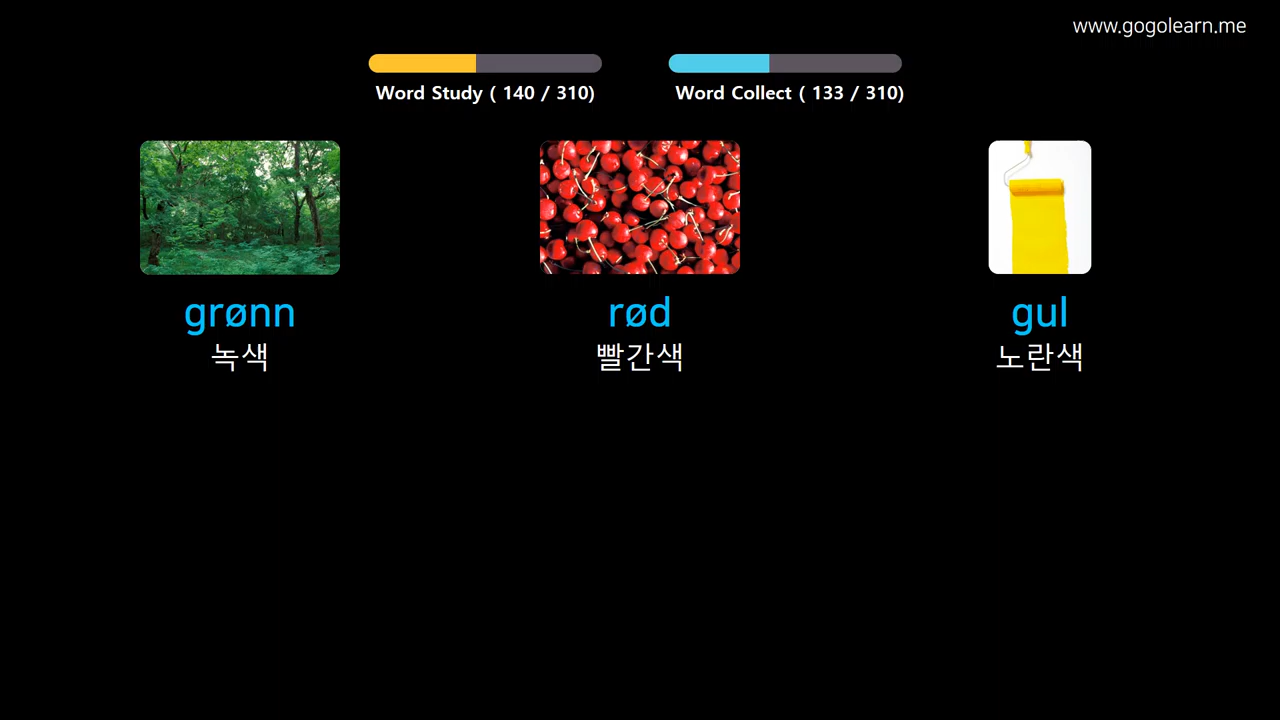 www.gogolearn.me
Word Study ( 140 / 310)
Word Collect ( 133 / 310)
grønn
녹색
rød
빨간색
gul
노란색